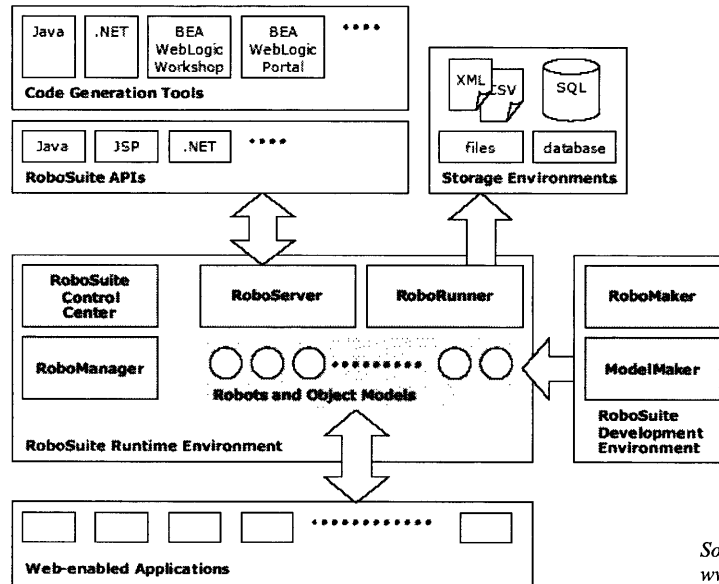 Java
.NET
BEA
WebLogic
Workshop
BEA
WebLogic
Portal
Code Generation Tools
Java
JSP
.NET
RoboSuite APIs
XML
CSV
SQL
files
database
Storage Environments
RoboSuite
Control
Center
RoboServer
RoboRunner
RoboManager
Robots and Object Models
RoboSuite Runtime Environment
RoboMaker
ModelMaker
RoboSuite
Development
Environment
Web-enabled Applications